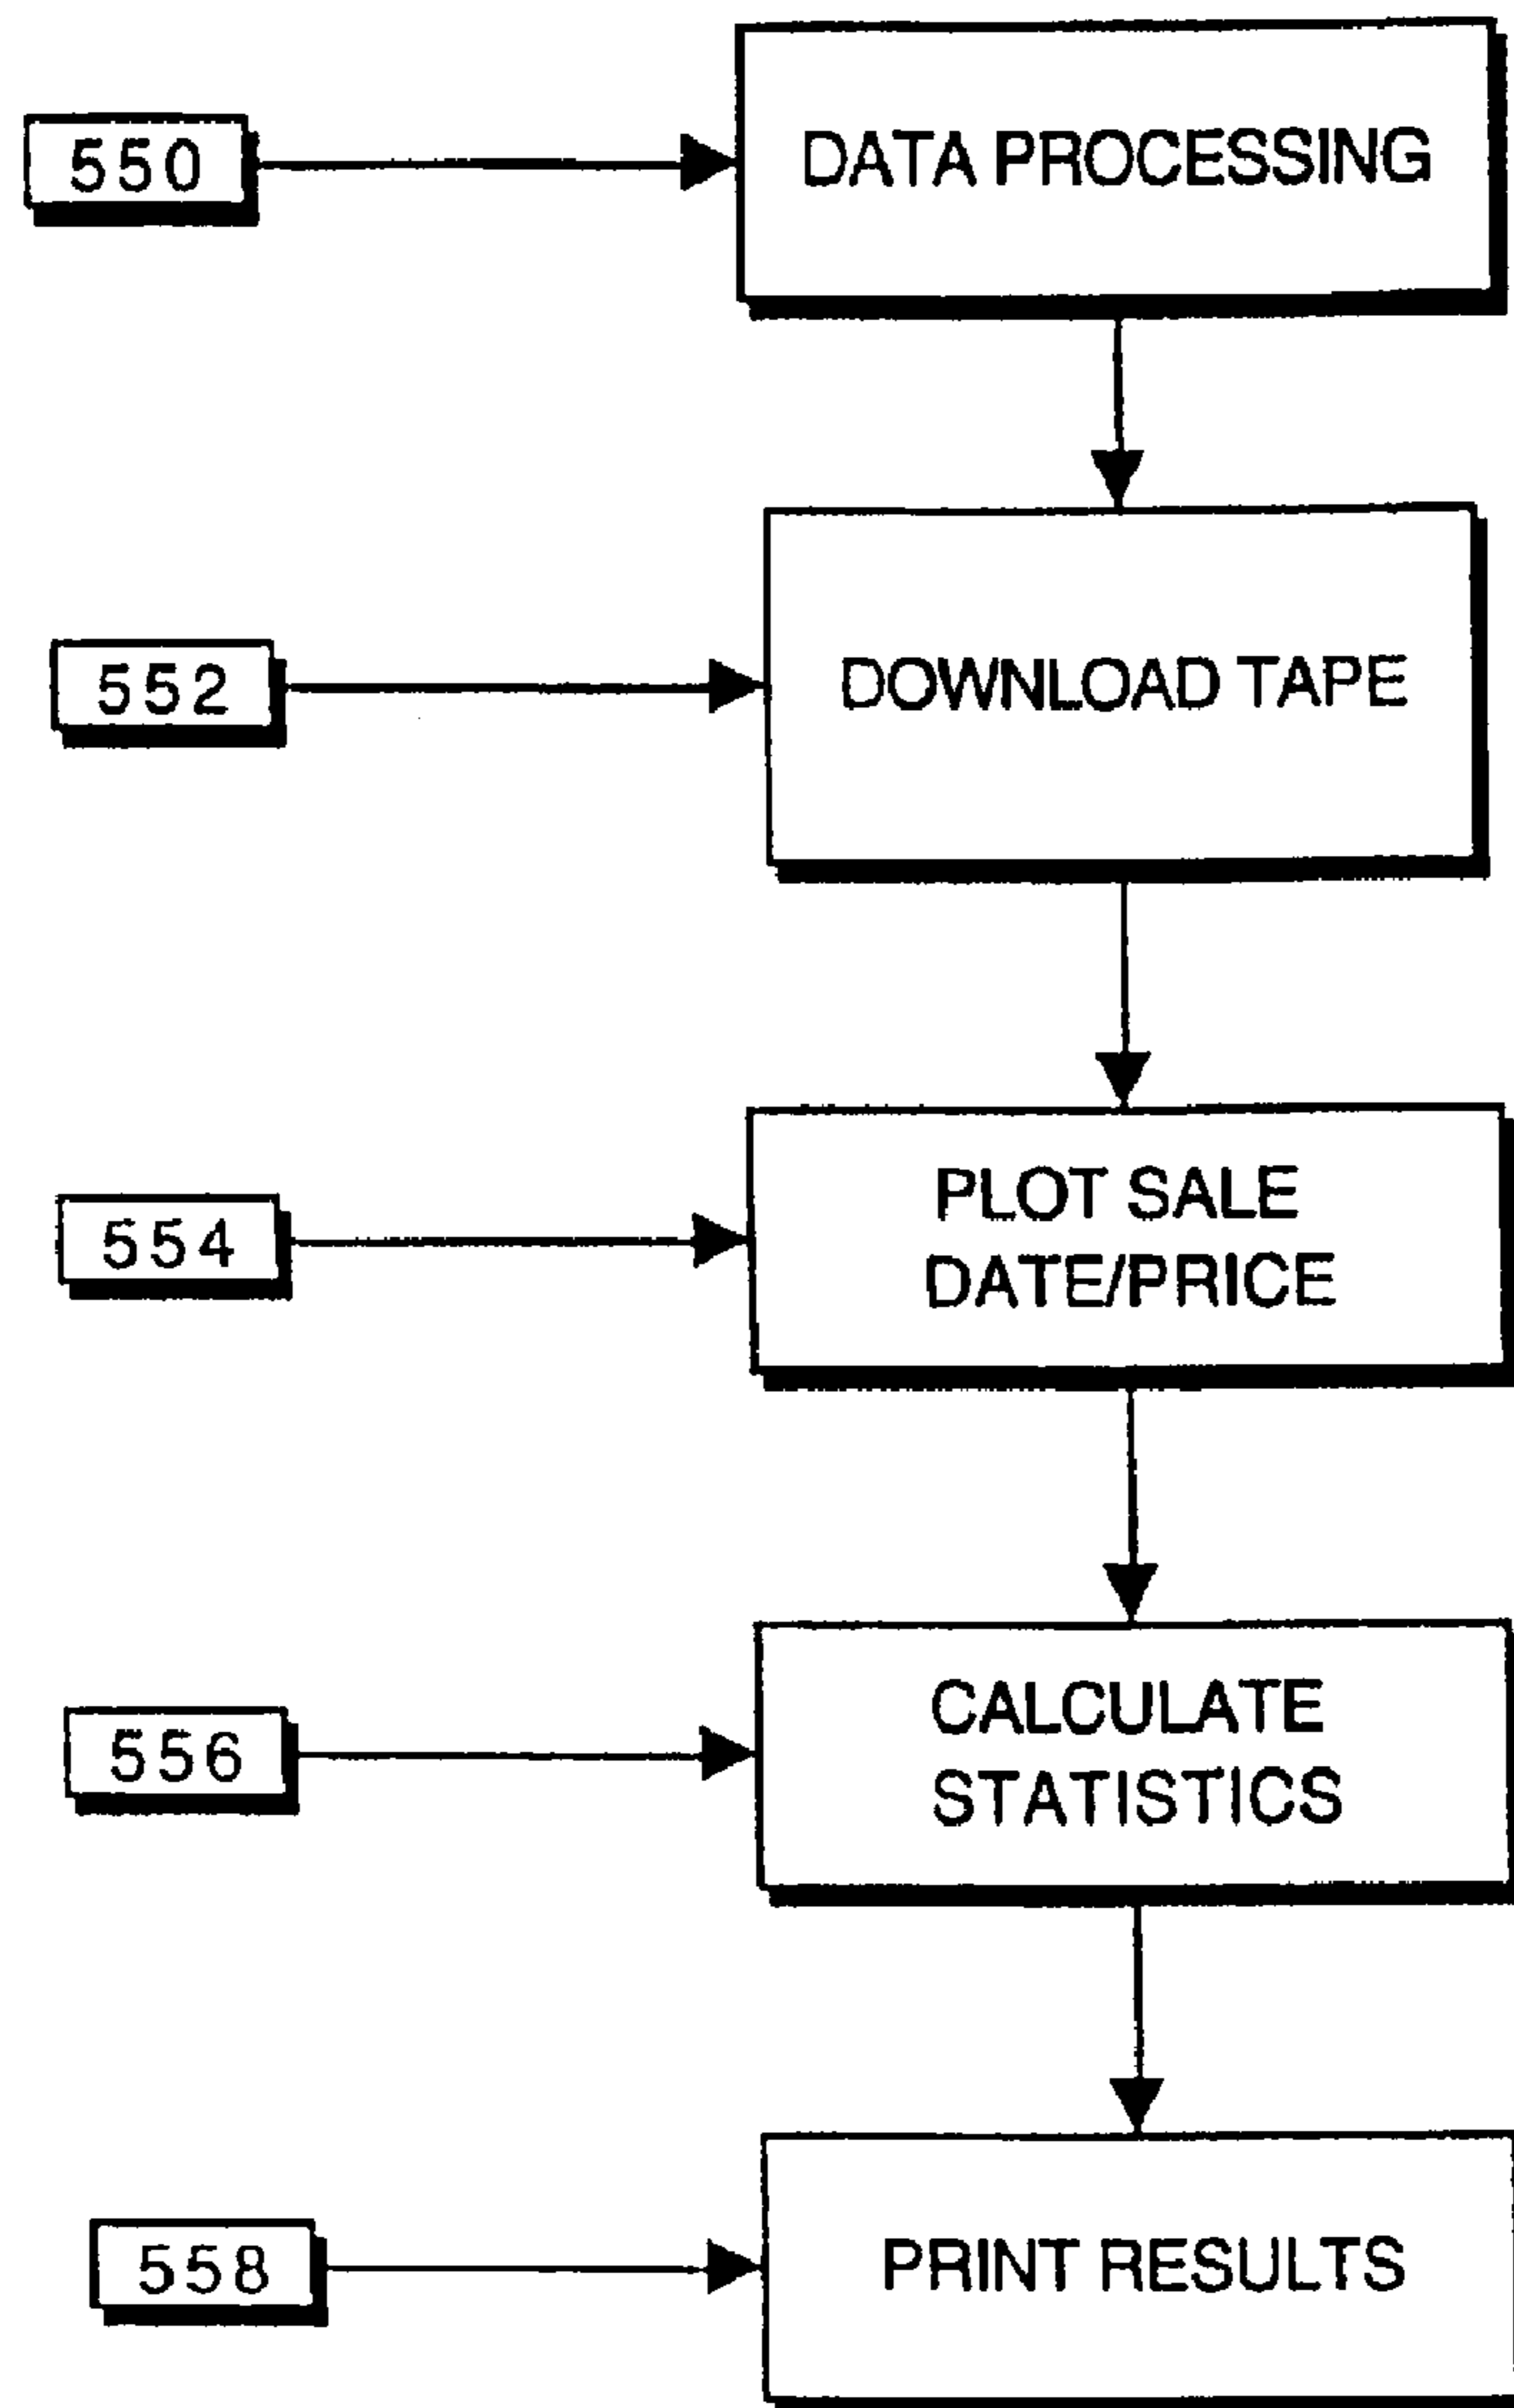 550
DATA PROCESSING
552
DOWNLOAD TAPE
554
PLOT SALE
DATE/PRICE
556
CALCULATE
STATISTICS
558
PRINT RESULTS